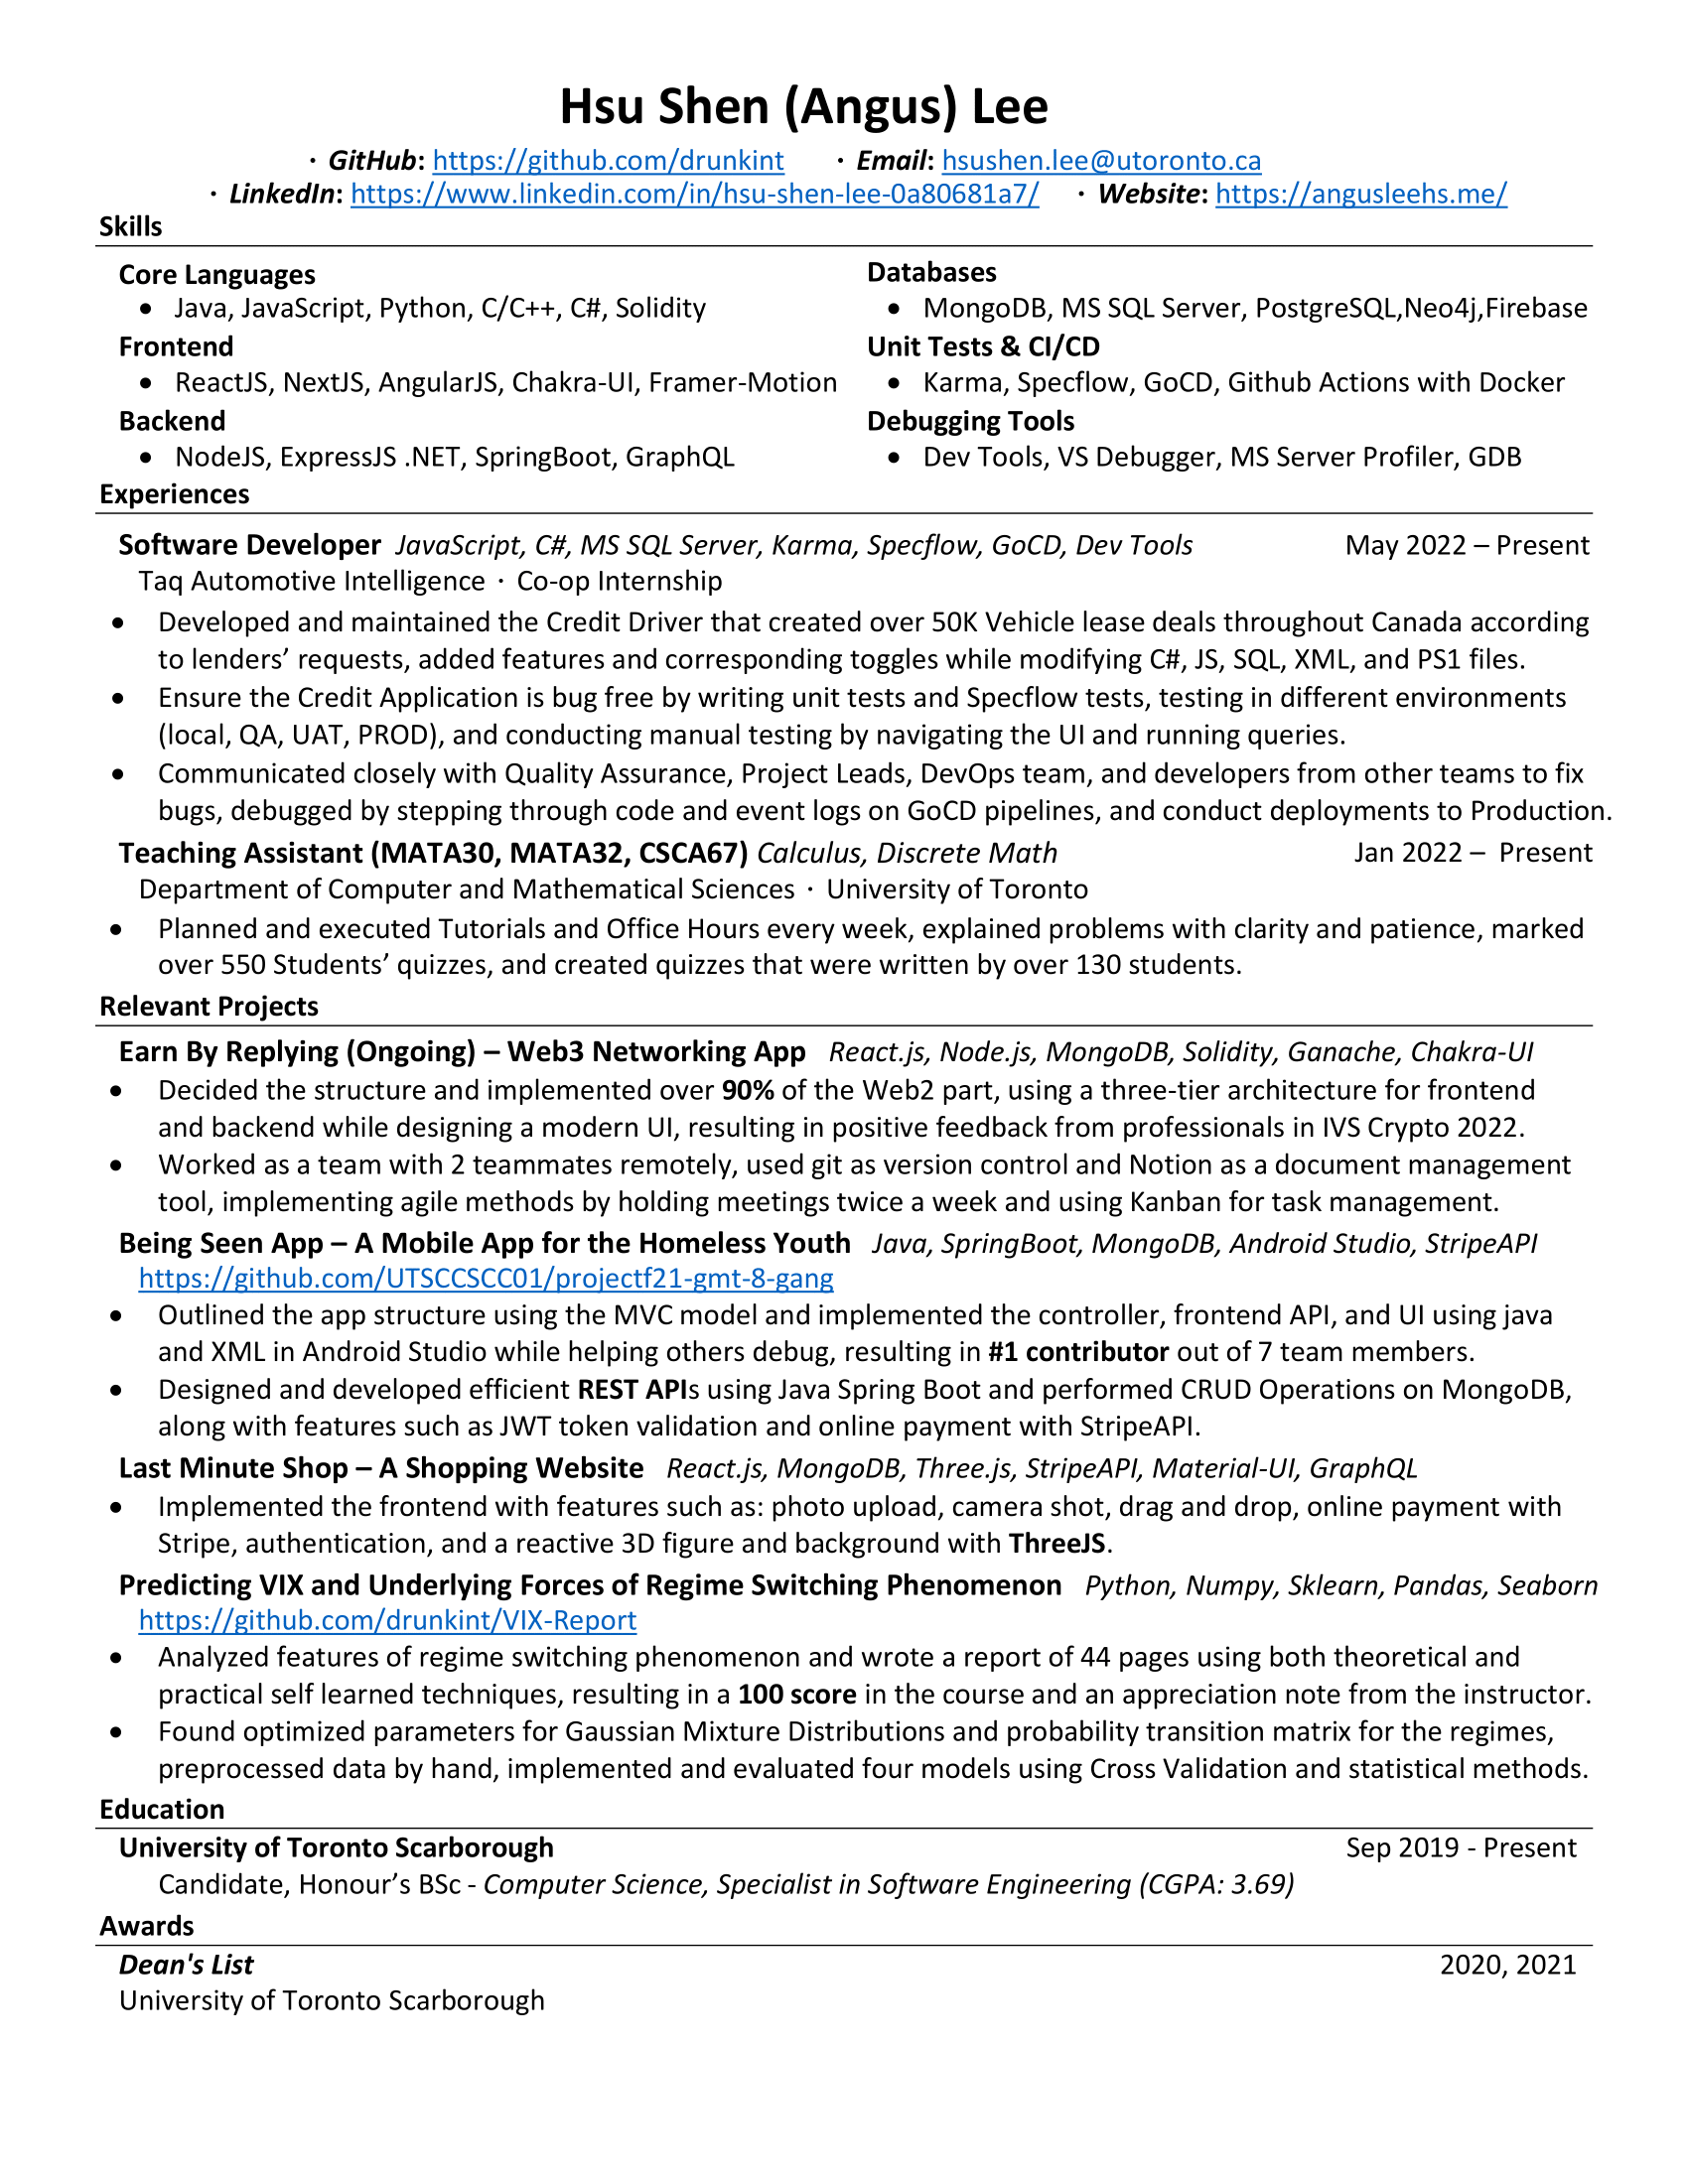 Hsu Shen (Angus) Lee
· GitHub: https://github.com/drunkint · Email: hsushen.lee@utoronto.ca
· LinkedIn: https://www.linkedin.com/in/hsu-shen-lee-0a80681a7/ · Website: https://angusleehs.me/
Skills
Core Languages
• Java, JavaScript, Python, C/C++, C#, Solidity
Frontend
• ReactJS, NextJS, AngularJS, Chakra-UI, Framer-Motion
Backend
• NodeJS, ExpressJS .NET, SpringBoot, GraphQL
Databases
• MongoDB, MS SQL Server, PostgreSQL,Neo4j,Firebase
Unit Tests & CI/CD
• Karma, Specflow, GoCD, Github Actions with Docker
Debugging Tools
• Dev Tools, VS Debugger, MS Server Profiler, GDB
Experiences
Software Developer JavaScript, C#, MS SQL Server, Karma, Specflow, GoCD, Dev Tools May 2022 – Present
Taq Automotive Intelligence · Co-op Internship
• Developed and maintained the Credit Driver that created over 50K Vehicle lease deals throughout Canada according
to lenders’ requests, added features and corresponding toggles while modifying C#, JS, SQL, XML, and PS1 files.
• Ensure the Credit Application is bug free by writing unit tests and Specflow tests, testing in different environments
(local, QA, UAT, PROD), and conducting manual testing by navigating the UI and running queries.
• Communicated closely with Quality Assurance, Project Leads, DevOps team, and developers from other teams to fix
bugs, debugged by stepping through code and event logs on GoCD pipelines, and conduct deployments to Production.
Teaching Assistant (MATA30, MATA32, CSCA67) Calculus, Discrete Math Jan 2022 – Present
Department of Computer and Mathematical Sciences · University of Toronto
• Planned and executed Tutorials and Office Hours every week, explained problems with clarity and patience, marked
over 550 Students’ quizzes, and created quizzes that were written by over 130 students.
Relevant Projects
Earn By Replying (Ongoing) – Web3 Networking App React.js, Node.js, MongoDB, Solidity, Ganache, Chakra-UI
• Decided the structure and implemented over 90% of the Web2 part, using a three-tier architecture for frontend
and backend while designing a modern UI, resulting in positive feedback from professionals in IVS Crypto 2022.
• Worked as a team with 2 teammates remotely, used git as version control and Notion as a document management
tool, implementing agile methods by holding meetings twice a week and using Kanban for task management.
Being Seen App – A Mobile App for the Homeless Youth Java, SpringBoot, MongoDB, Android Studio, StripeAPI
https://github.com/UTSCCSCC01/projectf21-gmt-8-gang
• Outlined the app structure using the MVC model and implemented the controller, frontend API, and UI using java
and XML in Android Studio while helping others debug, resulting in #1 contributor out of 7 team members.
• Designed and developed efficient REST APIs using Java Spring Boot and performed CRUD Operations on MongoDB,
along with features such as JWT token validation and online payment with StripeAPI.
Last Minute Shop – A Shopping Website React.js, MongoDB, Three.js, StripeAPI, Material-UI, GraphQL
• Implemented the frontend with features such as: photo upload, camera shot, drag and drop, online payment with
Stripe, authentication, and a reactive 3D figure and background with ThreeJS.
Predicting VIX and Underlying Forces of Regime Switching Phenomenon Python, Numpy, Sklearn, Pandas, Seaborn
https://github.com/drunkint/VIX-Report
• Analyzed features of regime switching phenomenon and wrote a report of 44 pages using both theoretical and
practical self learned techniques, resulting in a 100 score in the course and an appreciation note from the instructor.
• Found optimized parameters for Gaussian Mixture Distributions and probability transition matrix for the regimes,
preprocessed data by hand, implemented and evaluated four models using Cross Validation and statistical methods.
Education
University of Toronto Scarborough Sep 2019 - Present
Candidate, Honour’s BSc - Computer Science, Specialist in Software Engineering (CGPA: 3.69)
Awards
Dean's List 2020, 2021
University of Toronto Scarborough